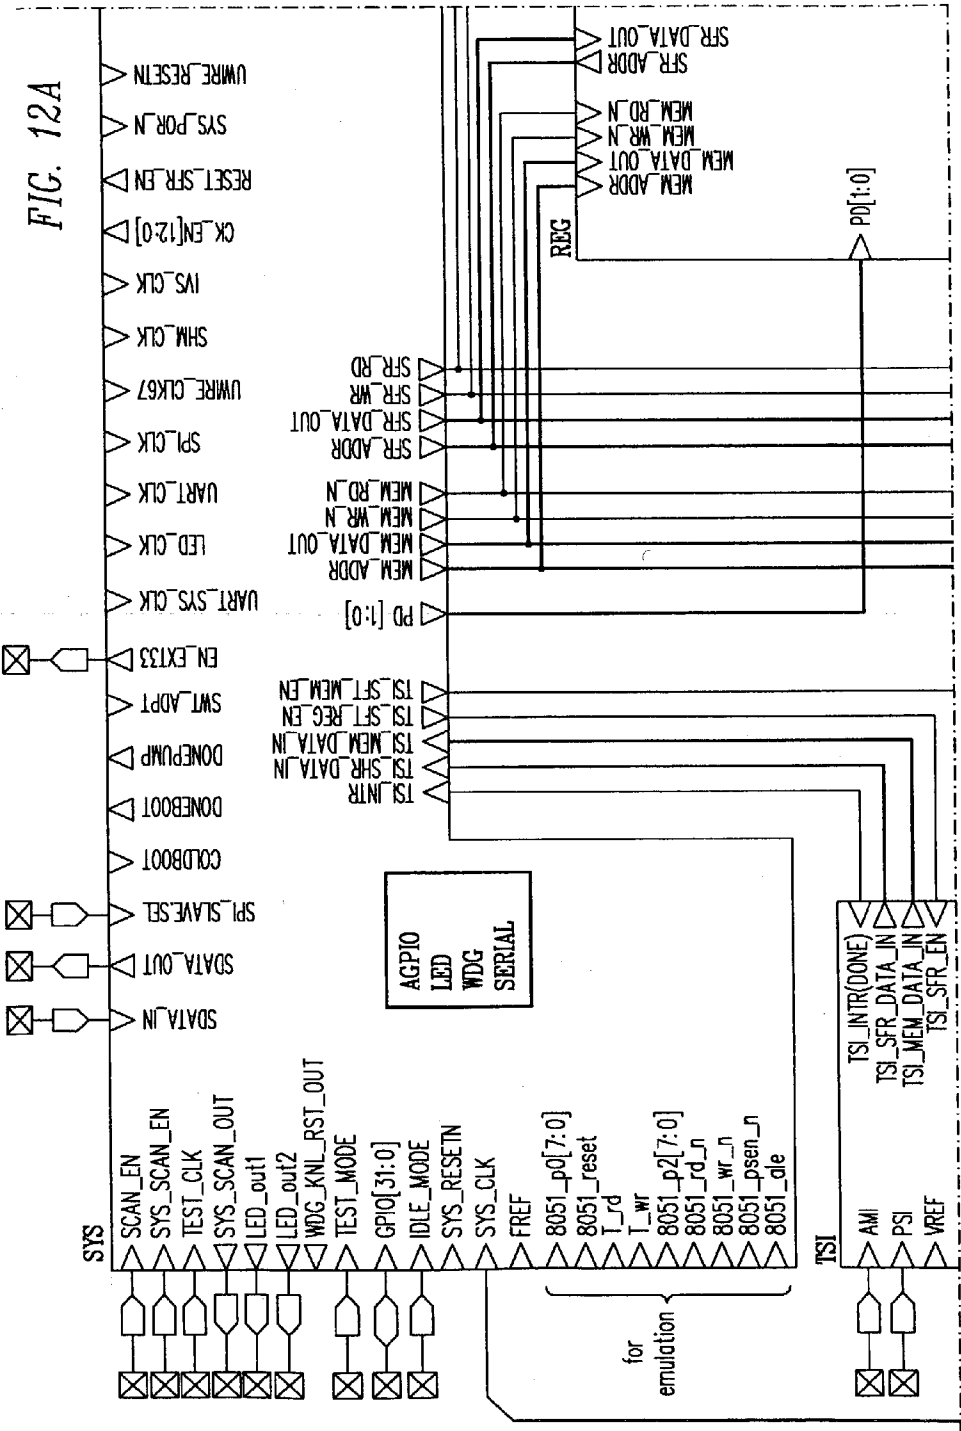 FIG. 12A
UWIRE_RESETN
SYS_POR_N
RESET_SFR_EN
CK_EN[12:0]
IVS_CLK
SHM_CLK
UWIRE_CLK67
SPI_CLK
UART_CLK
LED_CLK
UART_SYS_CLK
EN_EXT33
SWT_ADPT
DONEPUMP
DONEBOOT
COLDBOOT
SPI_SLAVE.SEL
SDATA_OUT
SDATA_IN
SYS
SCAN_EN
SYS_SCAN_EN
TEST_CLK
SYS_SCAN_OUT
LED_out1
LED_out2
WDG_KNL_RST_OUT
TEST_MODE
GPIO[31:0]
IDLE_MODE
SYS_RESETN
SYS_CLK
FREF
8051_p0[7:0]
8051_reset
T_rd
T_wr
8051_p2[7:0]
8051_rd_n
8051_wr_n
8051_psen_n
8051_ale
for
emulation
AGPIO
LED
WDG
SERIAL
SFR_RD
SFR_WR
SFR_DATA_OUT
SFR_ADDR
MEM_RD_N
MEM_WR_N
MEM_DATA_OUT
MEM_ADDR
PD [1:0]
TSI_SFT_MEM_EN
TSI_SFT_REG_EN
TSI_MEM_DATA_IN
TSI_SHR_DATA_IN
TSI_INTR
REG
SFR_DATA_OUT
SFR_ADDR
MEM_RD_N
MEM_WR_N
MEM_DATA_OUT
MEM_ADDR
PD[1:0]
TSI
AMI
PSI
VREF
TSI_INTR(DONE)
TSI_SFR_DATA_IN
TSI_MEM_DATA_IN
TSI_SFR_EN